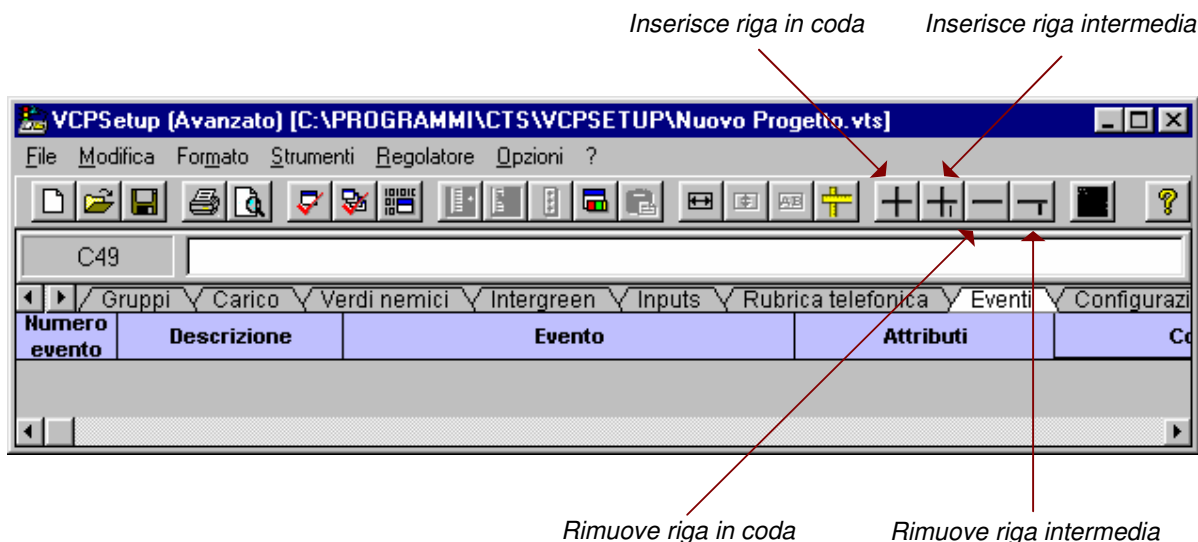 Inserisce riga in coda Inserisce riga intermedia
VCPSetup (Avanzato) [C:\PROGRAMMI\CTS\VCPSETUP\Nuovo Progetto.vts]
File Modifica Formato Strumenti Regolatore Opzioni ?
C49
Gruppi Carico Verdi nemici Intergreen Inputs Rubrica telefonica Eventi Configurazi
Numero evento Descrizione Evento Attributi Co
Rimuove riga in coda Rimuove riga intermedia